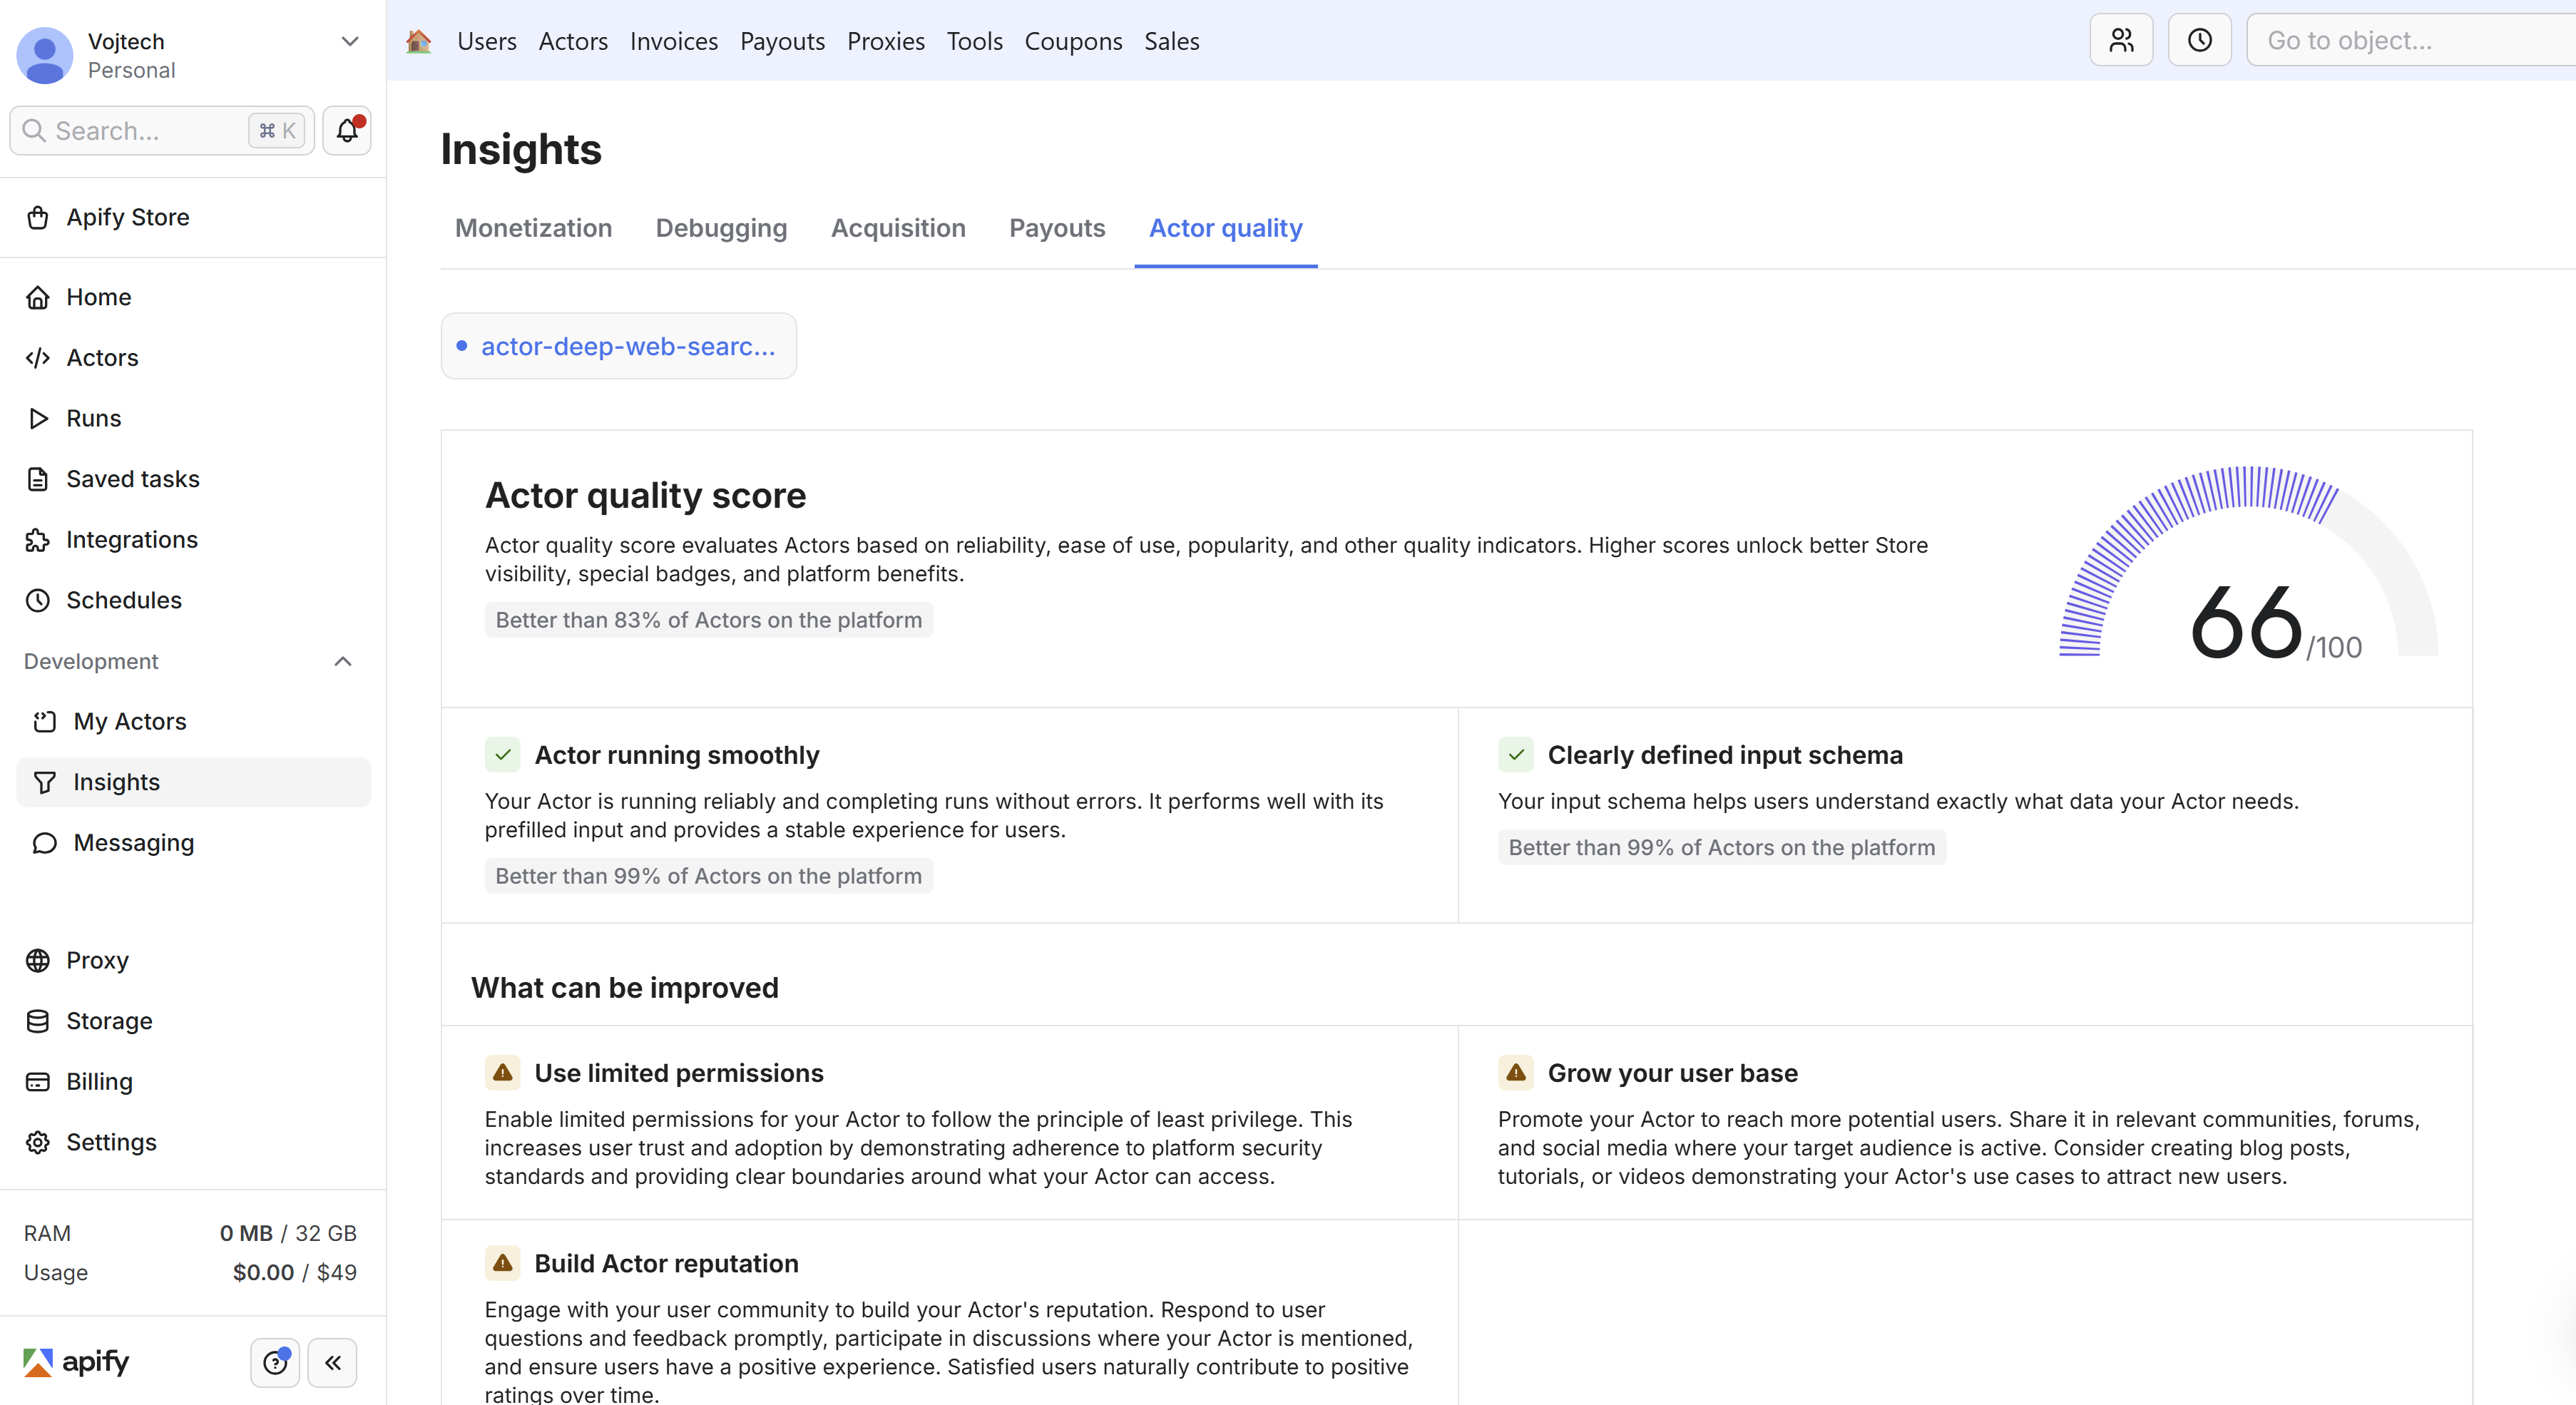 Vojtech
Personal
Search...
⌘ K
Apify Store
Home
Actors
Runs
Saved tasks
Integrations
Schedules
Development
My Actors
Insights
Messaging
Proxy
Storage
Billing
Settings
RAM 0 MB / 32 GB
Usage $0.00 / $49
apify
Users Actors Invoices Payouts Proxies Tools Coupons Sales
Go to object...
Insights
Monetization Debugging Acquisition Payouts Actor quality
actor-deep-web-searc...
Actor quality score
Actor quality score evaluates Actors based on reliability, ease of use, popularity, and other quality indicators. Higher scores unlock better Store
visibility, special badges, and platform benefits.
Better than 83% of Actors on the platform
66/100
Actor running smoothly
Your Actor is running reliably and completing runs without errors. It performs well with its
prefilled input and provides a stable experience for users.
Better than 99% of Actors on the platform
Clearly defined input schema
Your input schema helps users understand exactly what data your Actor needs.
Better than 99% of Actors on the platform
What can be improved
Use limited permissions
Enable limited permissions for your Actor to follow the principle of least privilege. This
increases user trust and adoption by demonstrating adherence to platform security
standards and providing clear boundaries around what your Actor can access.
Grow your user base
Promote your Actor to reach more potential users. Share it in relevant communities, forums,
and social media where your target audience is active. Consider creating blog posts,
tutorials, or videos demonstrating your Actor's use cases to attract new users.
Build Actor reputation
Engage with your user community to build your Actor's reputation. Respond to user
questions and feedback promptly, participate in discussions where your Actor is mentioned,
and ensure users have a positive experience. Satisfied users naturally contribute to positive
ratings over time.